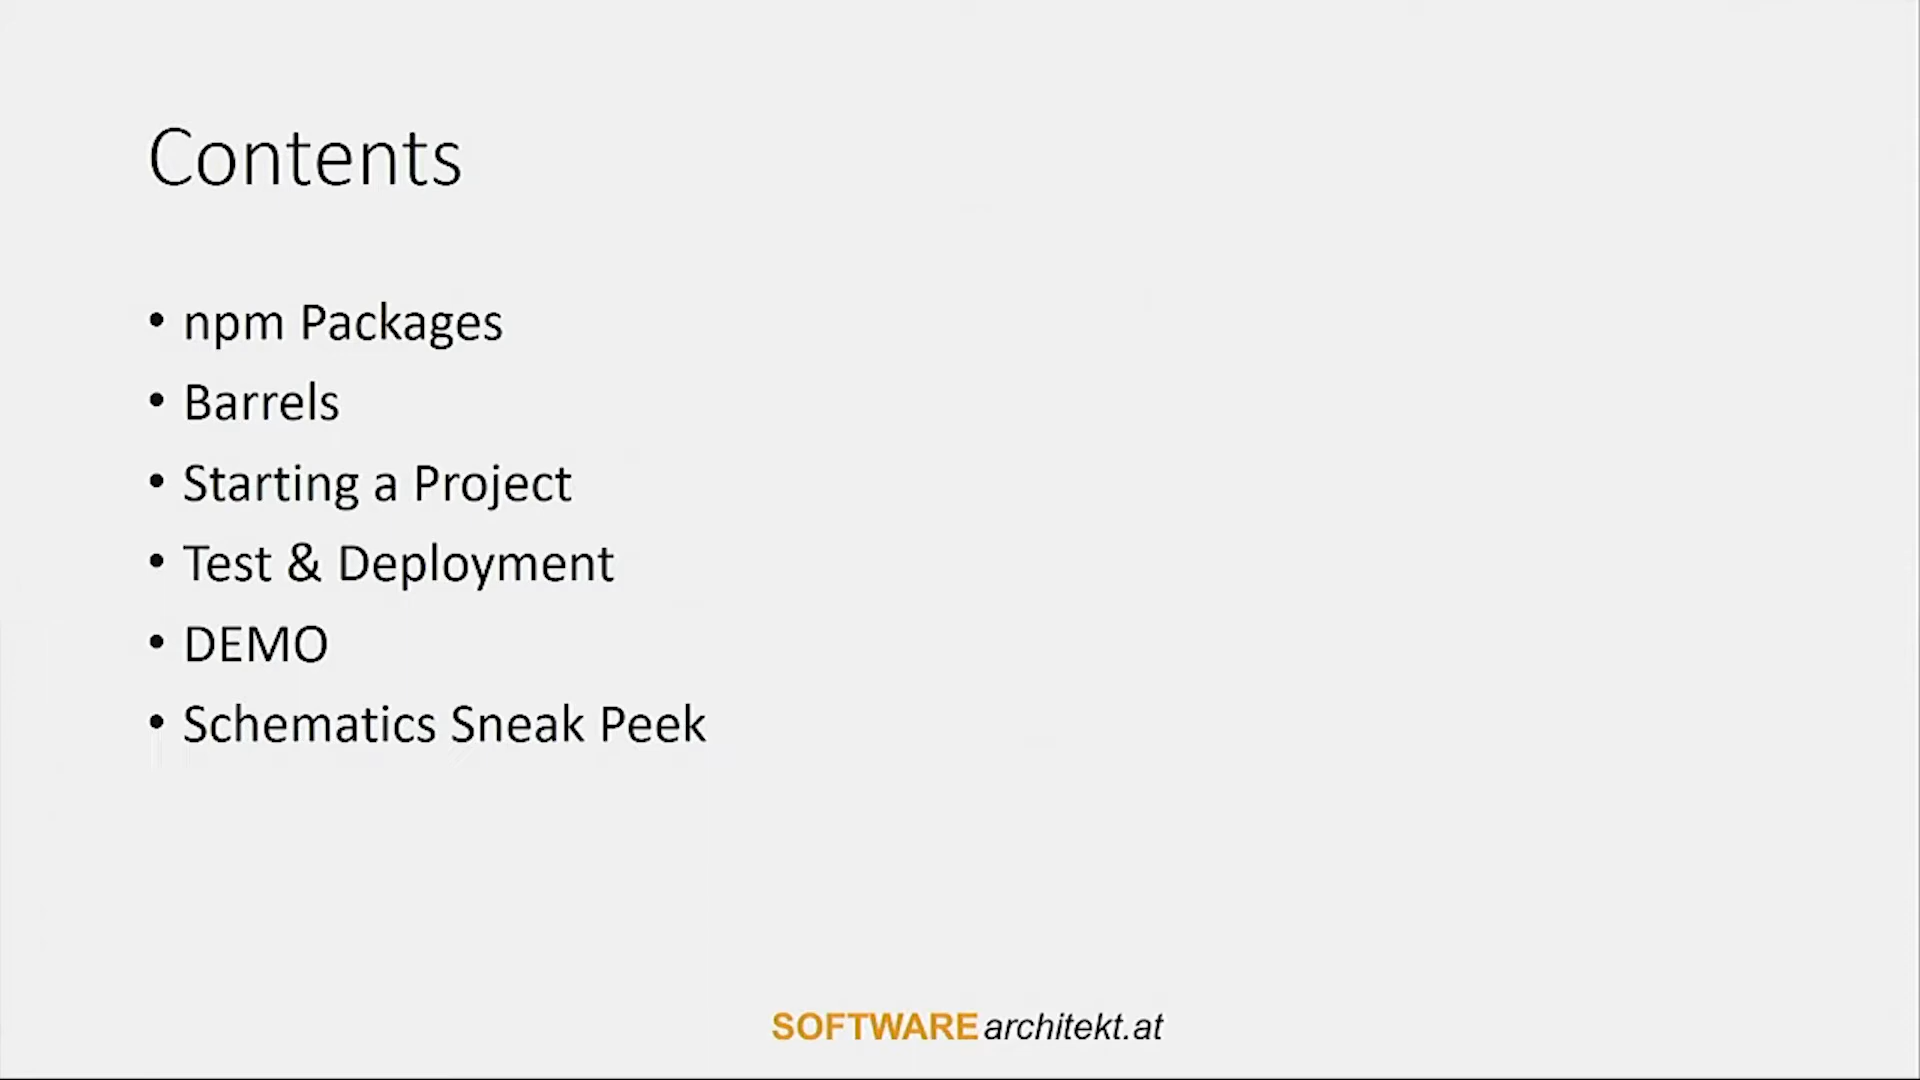 Contents
• npm Packages
• Barrels
• Starting a Project
• Test & Deployment
• DEMO
• Schematics Sneak Peek
SOFTWAREarchitekt.at